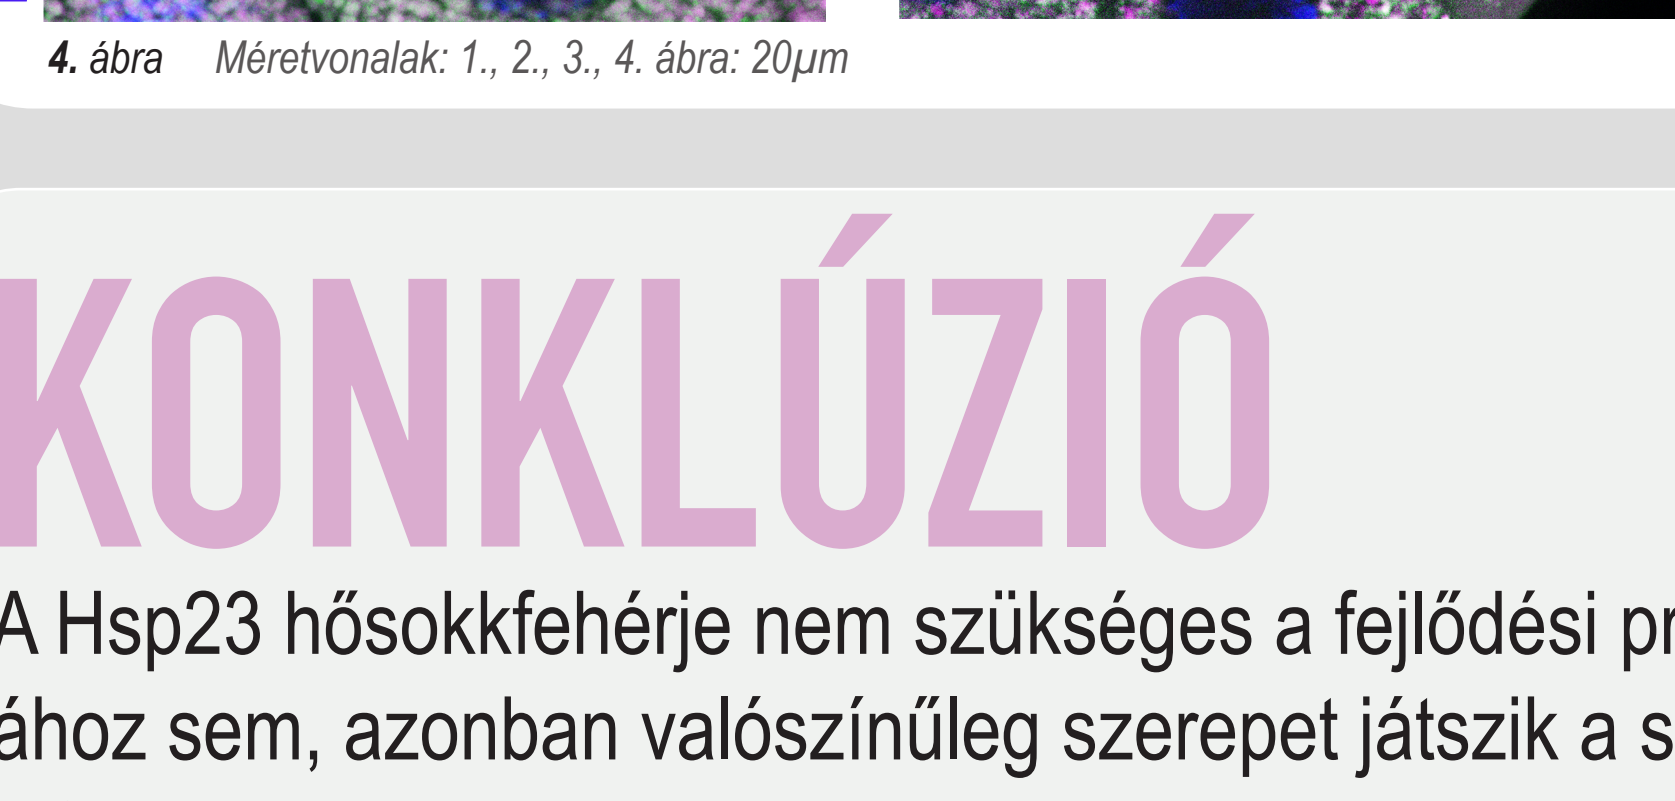 4. ábra Méretvonalak: 1., 2., 3., 4. ábra: 20µm
KONKLÚZIÓ
A Hsp23 hősokkfehérje nem szükséges a fejlődési pr
ához sem, azonban valószínűleg szerepet játszik a s